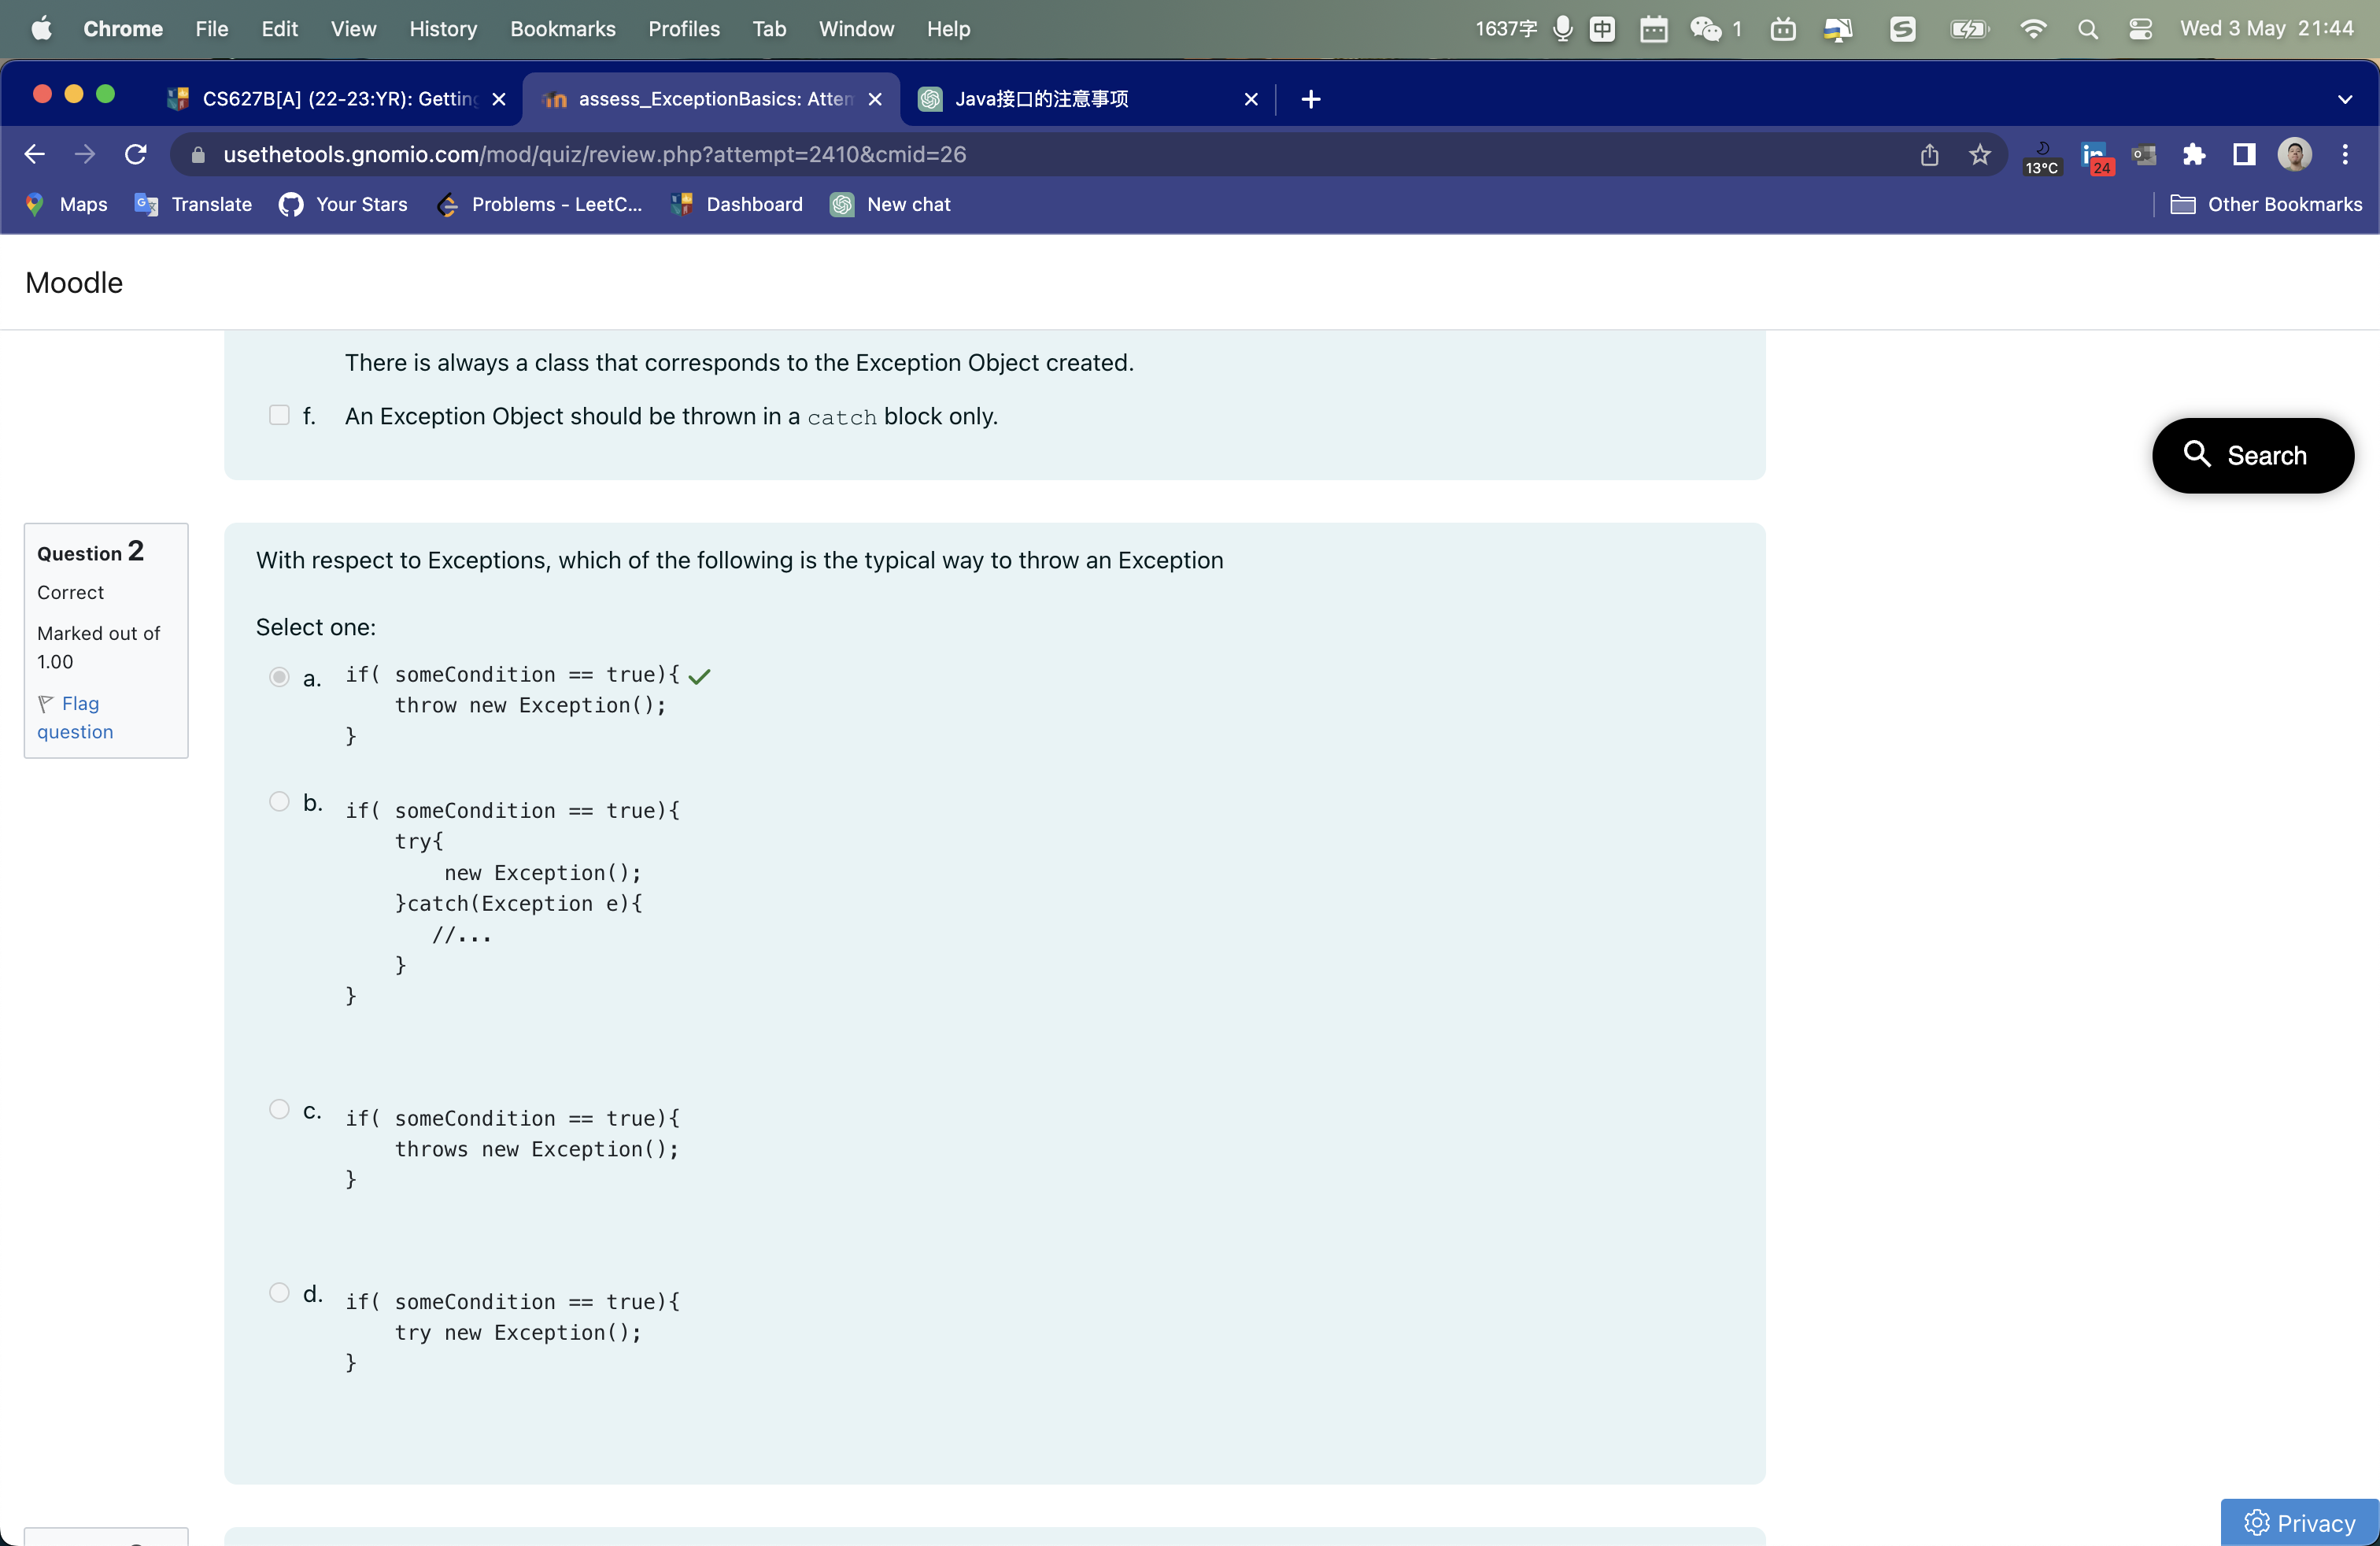 Chrome File Edit View History Bookmarks Profiles Tab Window Help 1637字 中 1 Wed 3 May 21:44
CS627B[A] (22-23:YR): Getting assess_ExceptionBasics: Atten Java接口的注意事项
usethetools.gnomio.com/mod/quiz/review.php?attempt=2410&cmid=26 13°C 24
Maps Translate Your Stars Problems - LeetC... Dashboard New chat Other Bookmarks
Moodle
There is always a class that corresponds to the Exception Object created.
f. An Exception Object should be thrown in a catch block only.
Search
Question 2
Correct
Marked out of
1.00
Flag
question
With respect to Exceptions, which of the following is the typical way to throw an Exception
Select one:
a. if( someCondition == true){
throw new Exception();
}
b. if( someCondition == true){
try{
new Exception();
}catch(Exception e){
//...
}
}
c. if( someCondition == true){
throws new Exception();
}
d. if( someCondition == true){
try new Exception();
}
Privacy